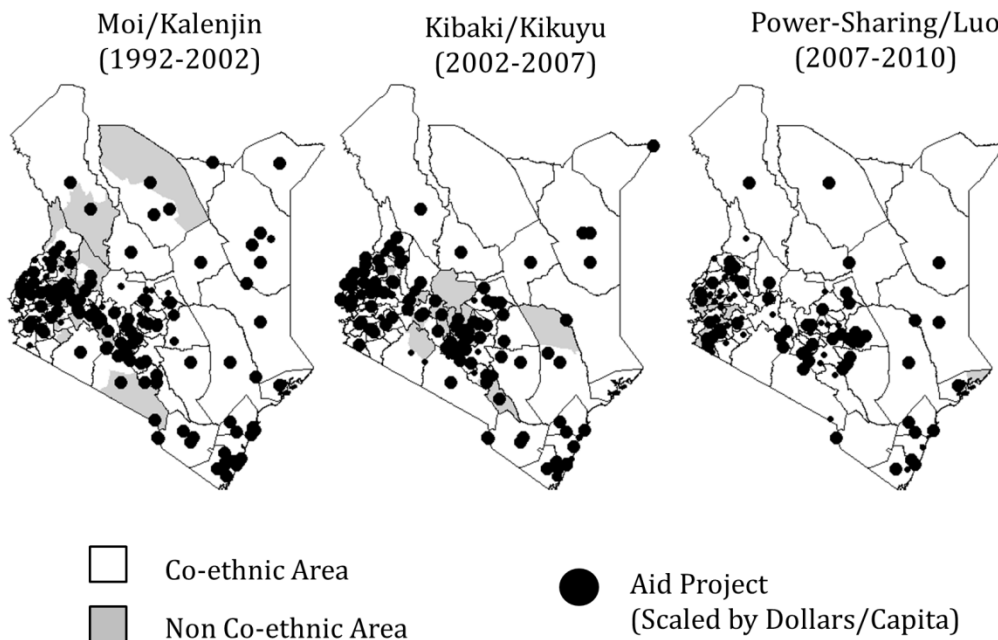 Moi/Kalenjin
(1992-2002)
Kibaki/Kikuyu
(2002-2007)
Power-Sharing/Luo
(2007-2010)
Co-ethnic Area
Non Co-ethnic Area
Aid Project
(Scaled by Dollars/Capita)